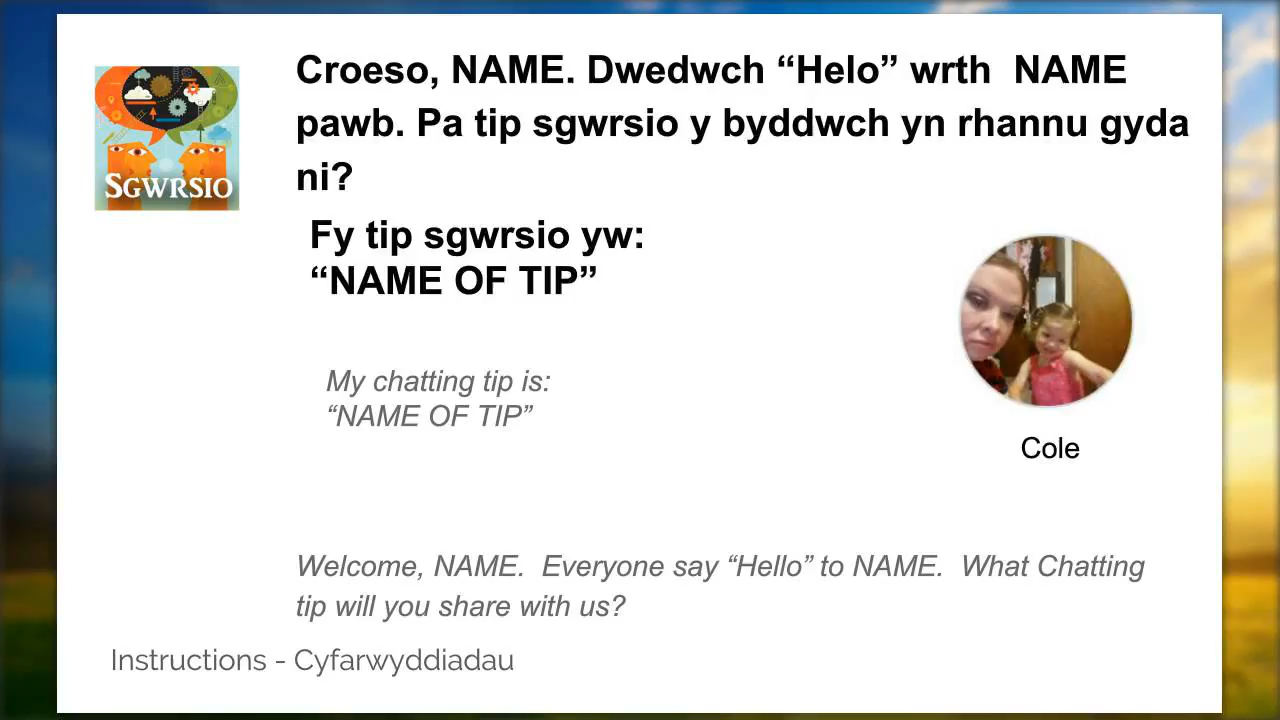 SGWRSIO
Croeso, NAME. Dwedwch “Helo” wrth  NAME
pawb. Pa tip sgwrsio y byddwch yn rhannu gyda
ni?
Fy tip sgwrsio yw:
“NAME OF TIP”
My chatting tip is:
“NAME OF TIP”
Cole
Welcome, NAME.  Everyone say “Hello” to NAME.  What Chatting
tip will you share with us?
Instructions - Cyfarwyddiadau